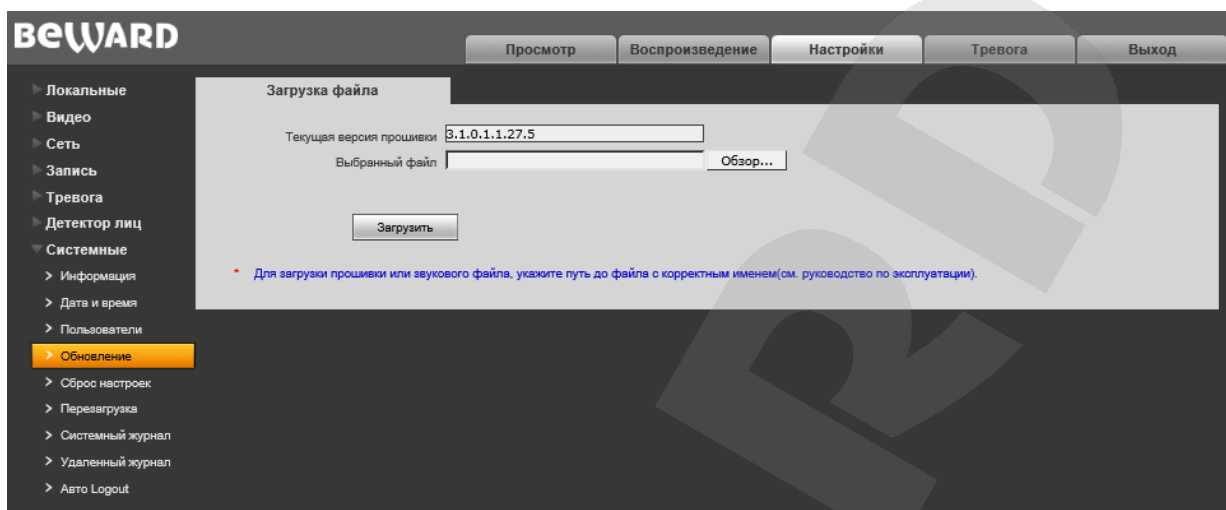 BEWARD
Просмотр Воспроизведение Настройки Тревога Выход
Локальные
Видео
Сеть
Запись
Тревога
Детектор лиц
Системные
> Информация
> Дата и время
> Пользователи
> Обновление
> Сброс настроек
> Перезагрузка
> Системный журнал
> Удаленный журнал
> Авто Logout
Загрузка файла
Текущая версия прошивки 3.1.0.1.1.27.5
Выбранный файл Обзор...
Загрузить
* Для загрузки прошивки или звукового файла, укажите путь до файла с корректным именем(см. руководство по эксплуатации).